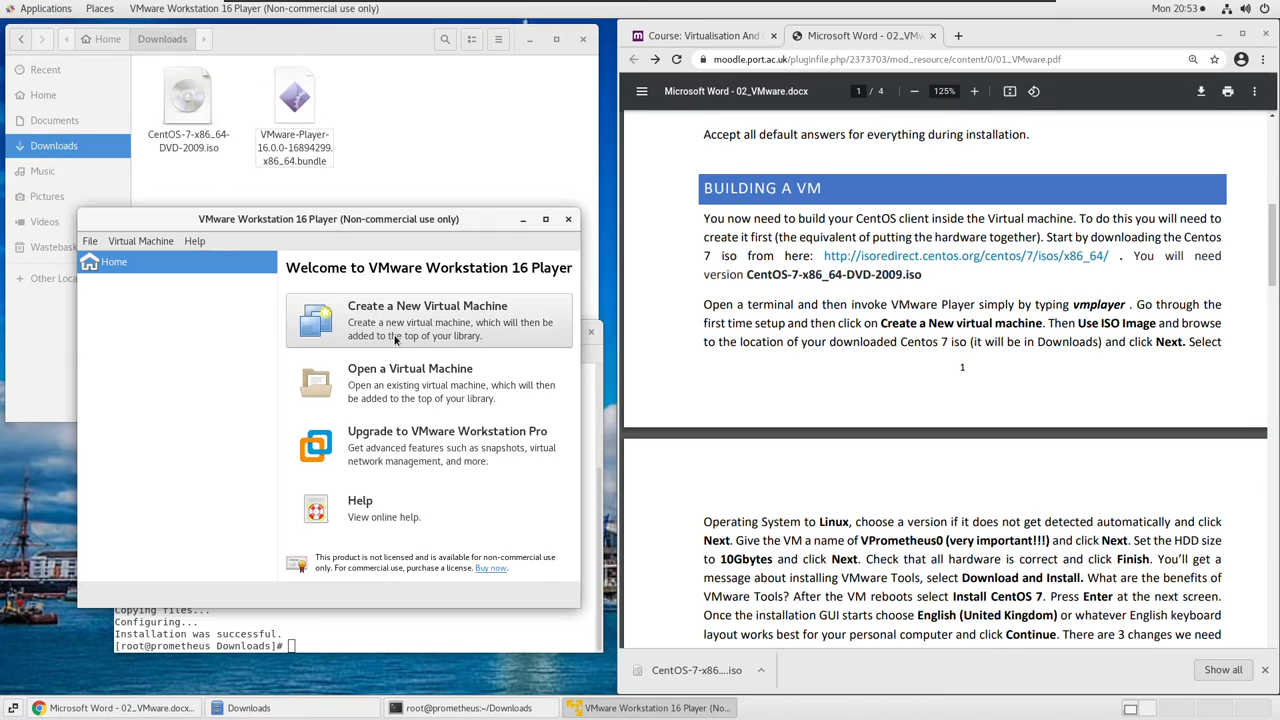 Applications
Places
VMware Workstation 16 Player (Non-commercial use only)
Mon 20:53
Home
Downloads
Recent
Home
Documents
Downloads
Music
Pictures
Videos
Wastebask
Other Loca
CentOS-7-x86_64-
DVD-2009.iso
VMware-Player-
16.0.0-16894299.
x86_64.bundle
VMware Workstation 16 Player (Non-commercial use only)
File
Virtual Machine
Help
Home
Welcome to VMware Workstation 16 Player
Create a New Virtual Machine
Create a new virtual machine, which will then be
added to the top of your library.
Open a Virtual Machine
Open an existing virtual machine, which will then
be added to the top of your library.
Upgrade to VMware Workstation Pro
Get advanced features such as snapshots, virtual
network management, and more.
Help
View online help.
This product is not licensed and is available for non-commercial use
only. For commercial use, purchase a license. Buy now.
Copying files...
Configuring...
Installation was successful.
[root@prometheus Downloads]#
Course: Virtualisation And
Microsoft Word - 02_VMw
moodle.port.ac.uk/pluginfile.php/2373703/mod_resource/content/0/01_VMware.pdf
Microsoft Word - 02_VMware.docx
1 / 4
125%
Accept all default answers for everything during installation.
BUILDING A VM
You now need to build your CentOS client inside the Virtual machine. To do this you will need to
create it first (the equivalent of putting the hardware together). Start by downloading the Centos
7 iso from here: http://isoredirect.centos.org/centos/7/isos/x86_64/ . You will need
version CentOS-7-x86_64-DVD-2009.iso
Open a terminal and then invoke VMware Player simply by typing vmplayer . Go through the
first time setup and then click on Create a New virtual machine. Then Use ISO Image and browse
to the location of your downloaded Centos 7 iso (it will be in Downloads) and click Next. Select
1
Operating System to Linux, choose a version if it does not get detected automatically and click
Next. Give the VM a name of VPrometheus0 (very important!!!) and click Next. Set the HDD size
to 10Gbytes and click Next. Check that all hardware is correct and click Finish. You'll get a
message about installing VMware Tools, select Download and Install. What are the benefits of
VMware Tools? After the VM reboots select Install CentOS 7. Press Enter at the next screen.
Once the installation GUI starts choose English (United Kingdom) or whatever English keyboard
layout works best for your personal computer and click Continue. There are 3 changes we need
CentOS-7-x86....iso
Show all
Microsoft Word - 02_VMware.docx...
Downloads
root@prometheus:~/Downloads
VMware Workstation 16 Player (No...